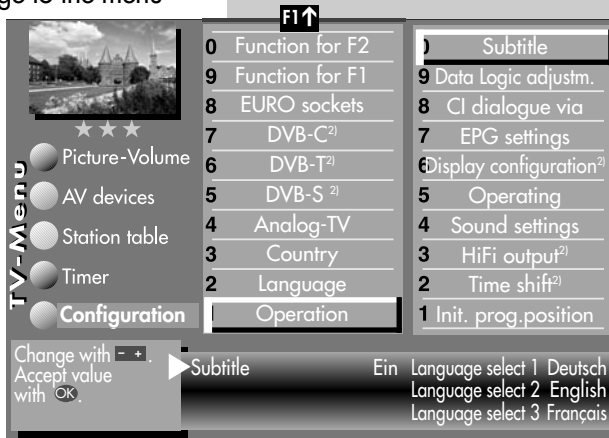 go to the menu
F1↑
0 Function for F2
9 Function for F1
8 EURO sockets
7 DVB-C2)
6 DVB-T2)
5 DVB-S 2)
4 Analog-TV
3 Country
2 Language
Operation
0 Subtitle
9 Data Logic adjustm.
8 CI dialogue via
7 EPG settings
6 Display configuration2)
5 Operating
4 Sound settings
3 HiFi output2)
2 Time shift2)
1 Init. prog.position
TV-Menu
Picture-Volume
AV devices
Station table
Timer
Configuration
Change with - + .
Accept value
with OK.
Subtitle Ein Language select 1 Deutsch
Language select 2 English
Language select 3 Français